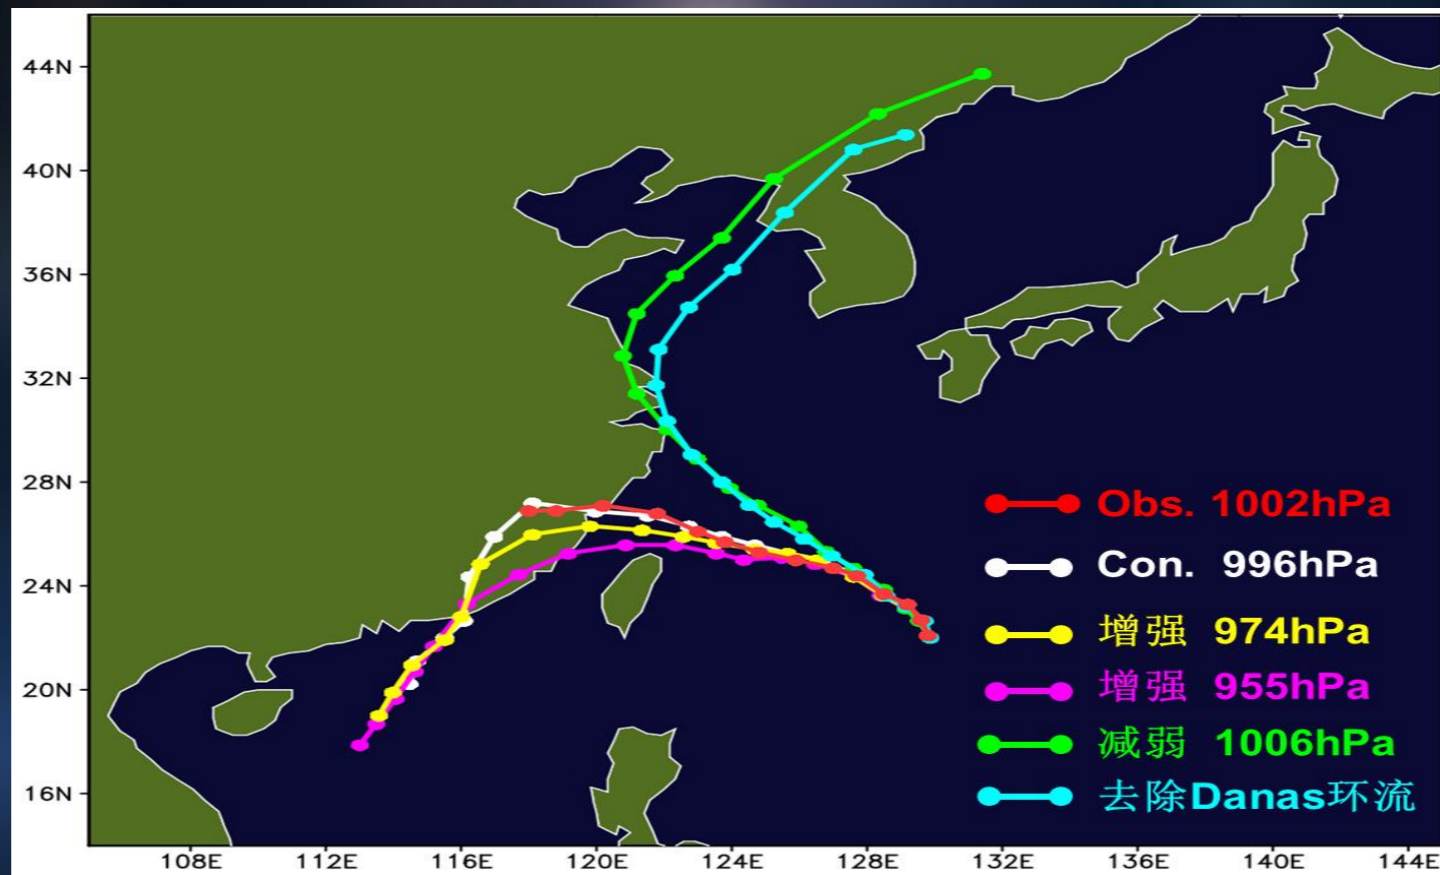 44N
40N
36N
32N
28N
24N
20N
16N
Obs. 1002hPa
Con. 996hPa
增强 974hPa
增强 955hPa
减弱 1006hPa
去除Danas环流
108E 112E 116E 120E 124E 128E 132E 136E 140E 144E